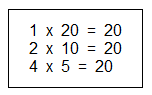 1 x 20 = 20
2 x 10 = 20
4 x 5 = 20